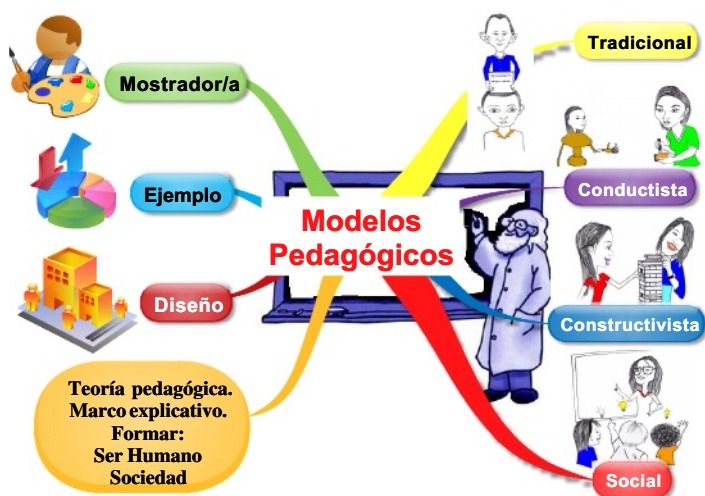 Modelos
Pedagógicos
Mostrador/a
Ejemplo
Diseño
Teoría pedagógica.
Marco explicativo.
Formar:
Ser Humano
Sociedad
Tradicional
Conductista
Constructivista
Social